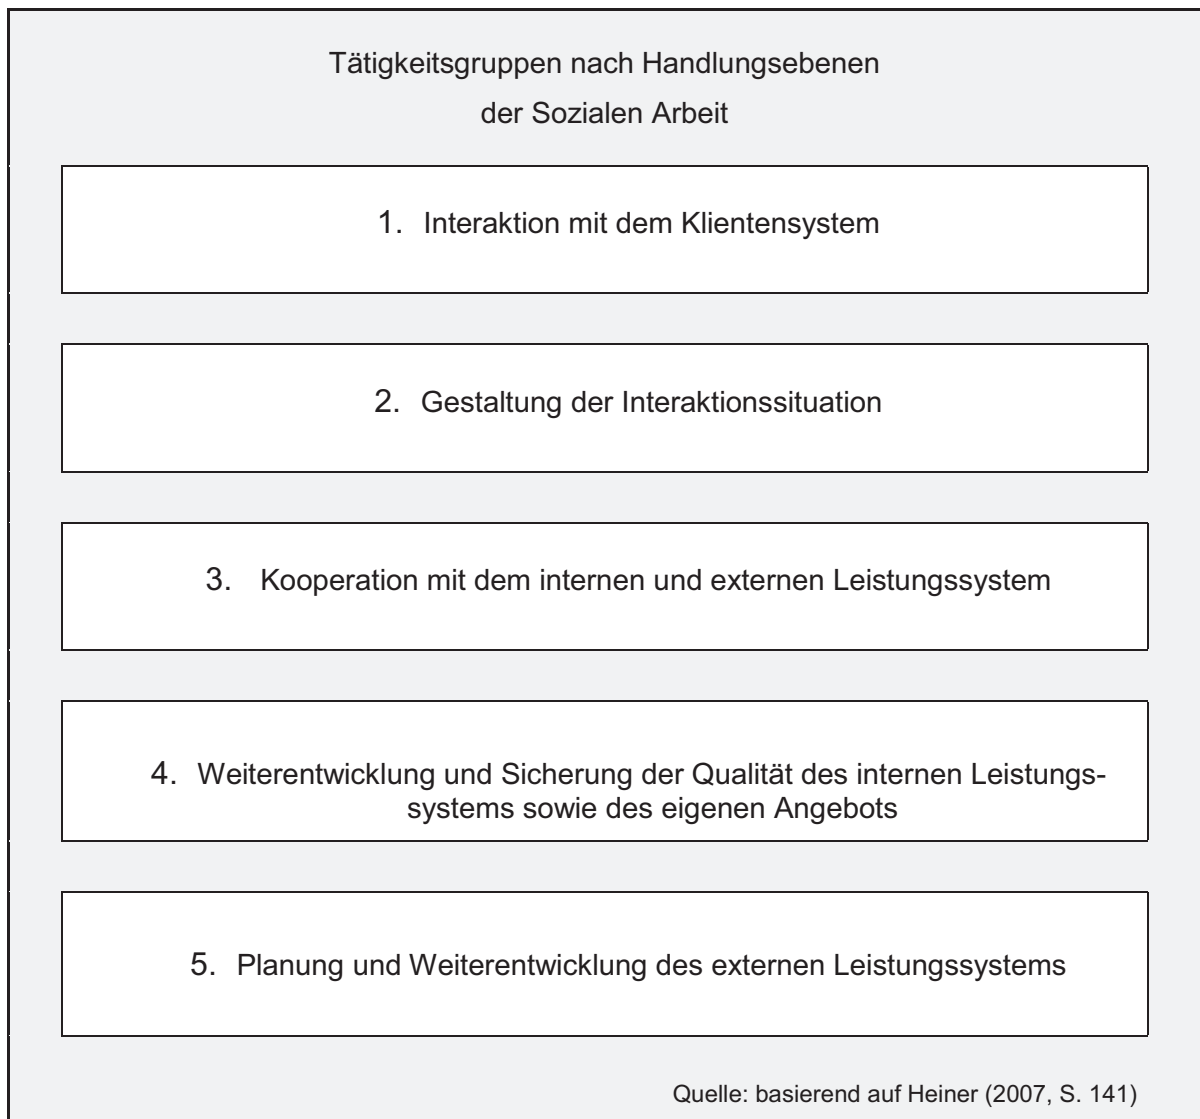 Tätigkeitsgruppen nach Handlungsebenen
der Sozialen Arbeit
1. Interaktion mit dem Klientensystem
2. Gestaltung der Interaktionssituation
3. Kooperation mit dem internen und externen Leistungssystem
4. Weiterentwicklung und Sicherung der Qualität des internen Leistungs-
systems sowie des eigenen Angebots
5. Planung und Weiterentwicklung des externen Leistungssystems
Quelle: basierend auf Heiner (2007, S. 141)